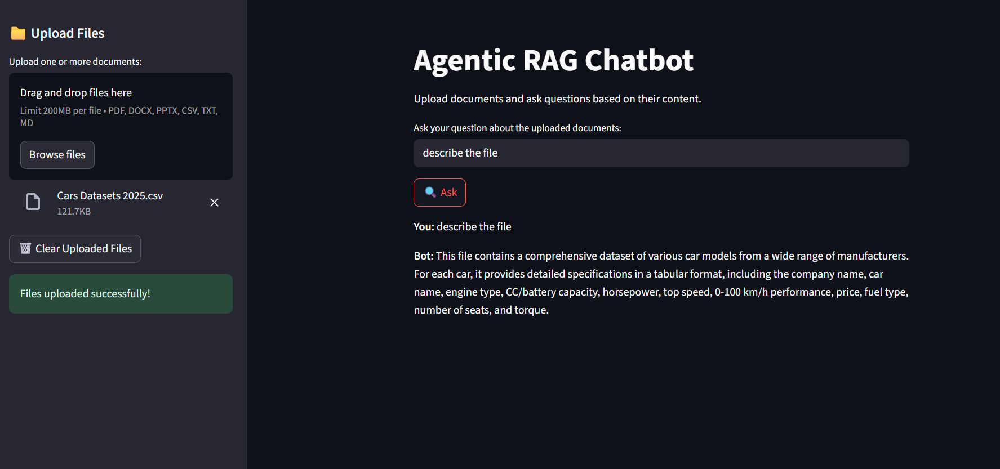 Upload Files
Upload one or more documents:
Drag and drop files here
Limit 200MB per file • PDF, DOCX, PPTX, CSV, TXT,
MD
Browse files
Cars Datasets 2025.csv
121.7KB
Clear Uploaded Files
Files uploaded successfully!
Agentic RAG Chatbot
Upload documents and ask questions based on their content.
Ask your question about the uploaded documents:
describe the file
Ask
You: describe the file
Bot: This file contains a comprehensive dataset of various car models from a wide range of manufacturers.
For each car, it provides detailed specifications in a tabular format, including the company name, car
name, engine type, CC/battery capacity, horsepower, top speed, 0-100 km/h performance, price, fuel type,
number of seats, and torque.